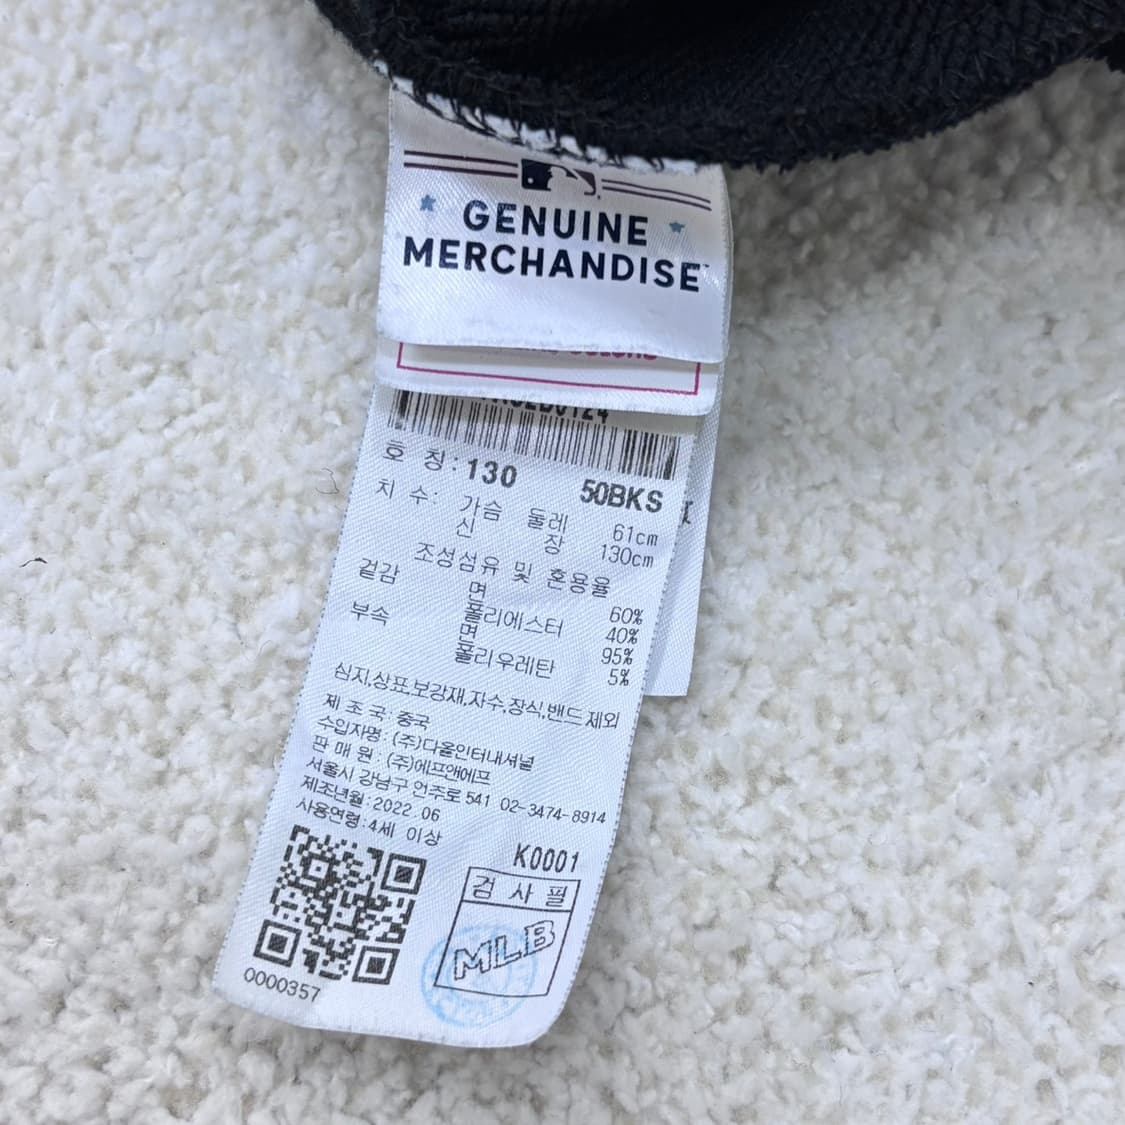 GENUINE
MERCHANDISE™
호 칭:130 50BKS
치 수: 가슴 둘레 61cm
신 장 130cm
조성섬유 및 혼용율
겉감 면 60%
폴리에스터 40%
부속 면 95%
폴리우레탄 5%
심지,상표,보강재,자수,장식,밴드제외
제 조 국:중국
수입자명:(주)다올인터내셔널
판 매 원:(주)에프앤에프
서울시 강남구 언주로 541 02-3474-8914
제조년월:2022.06
사용연령:4세 이상
K0001
검 사 필
MLB
0000357